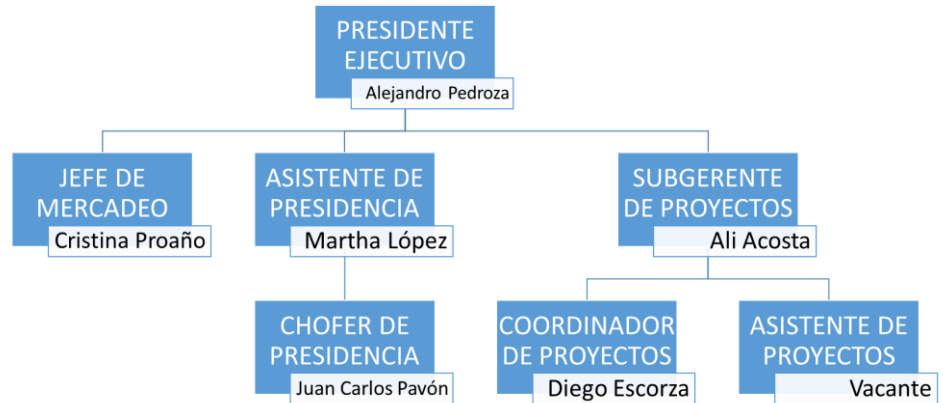 PRESIDENTE
EJECUTIVO
Alejandro Pedroza
JEFE DE
MERCADEO
Cristina Proaño
ASISTENTE DE
PRESIDENCIA
Martha López
SUBGERENTE
DE PROYECTOS
Ali Acosta
CHOFER DE
PRESIDENCIA
Juan Carlos Pavón
COORDINADOR
DE PROYECTOS
Diego Escorza
ASISTENTE DE
PROYECTOS
Vacante